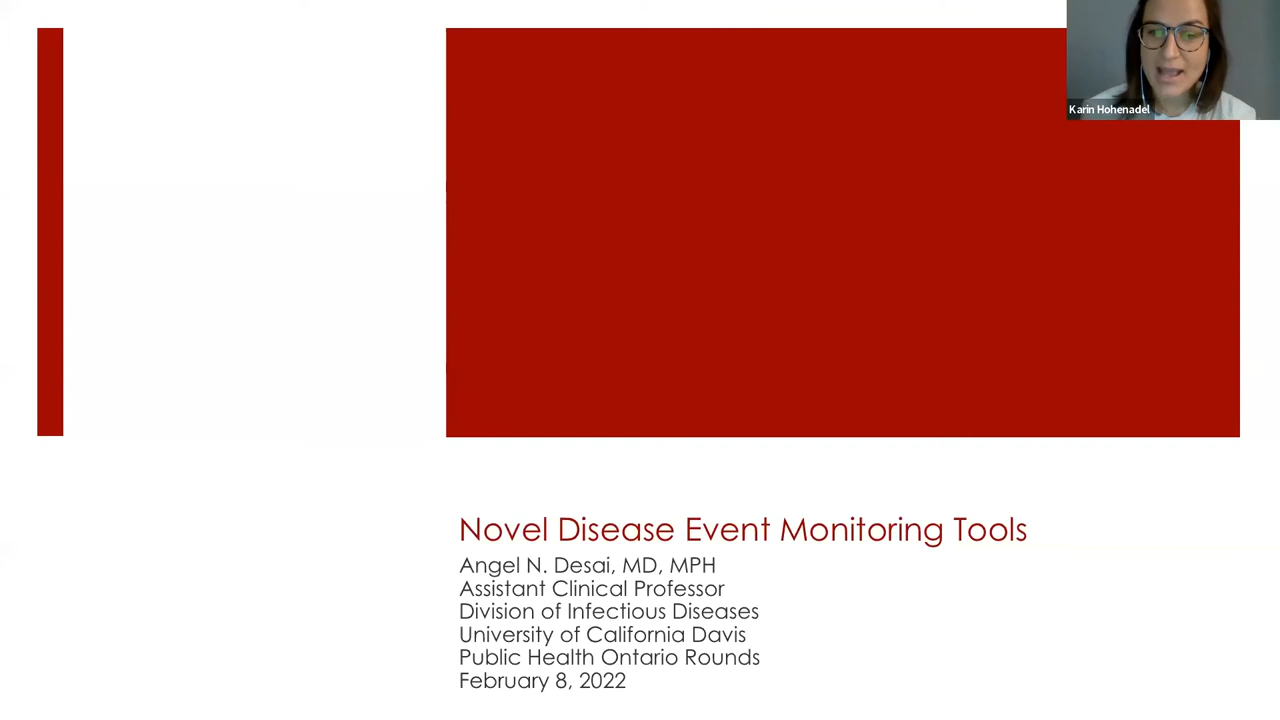 Karin Hohenadel
Novel Disease Event Monitoring Tools
Angel N. Desai, MD, MPH
Assistant Clinical Professor
Division of Infectious Diseases
University of California Davis
Public Health Ontario Rounds
February 8, 2022